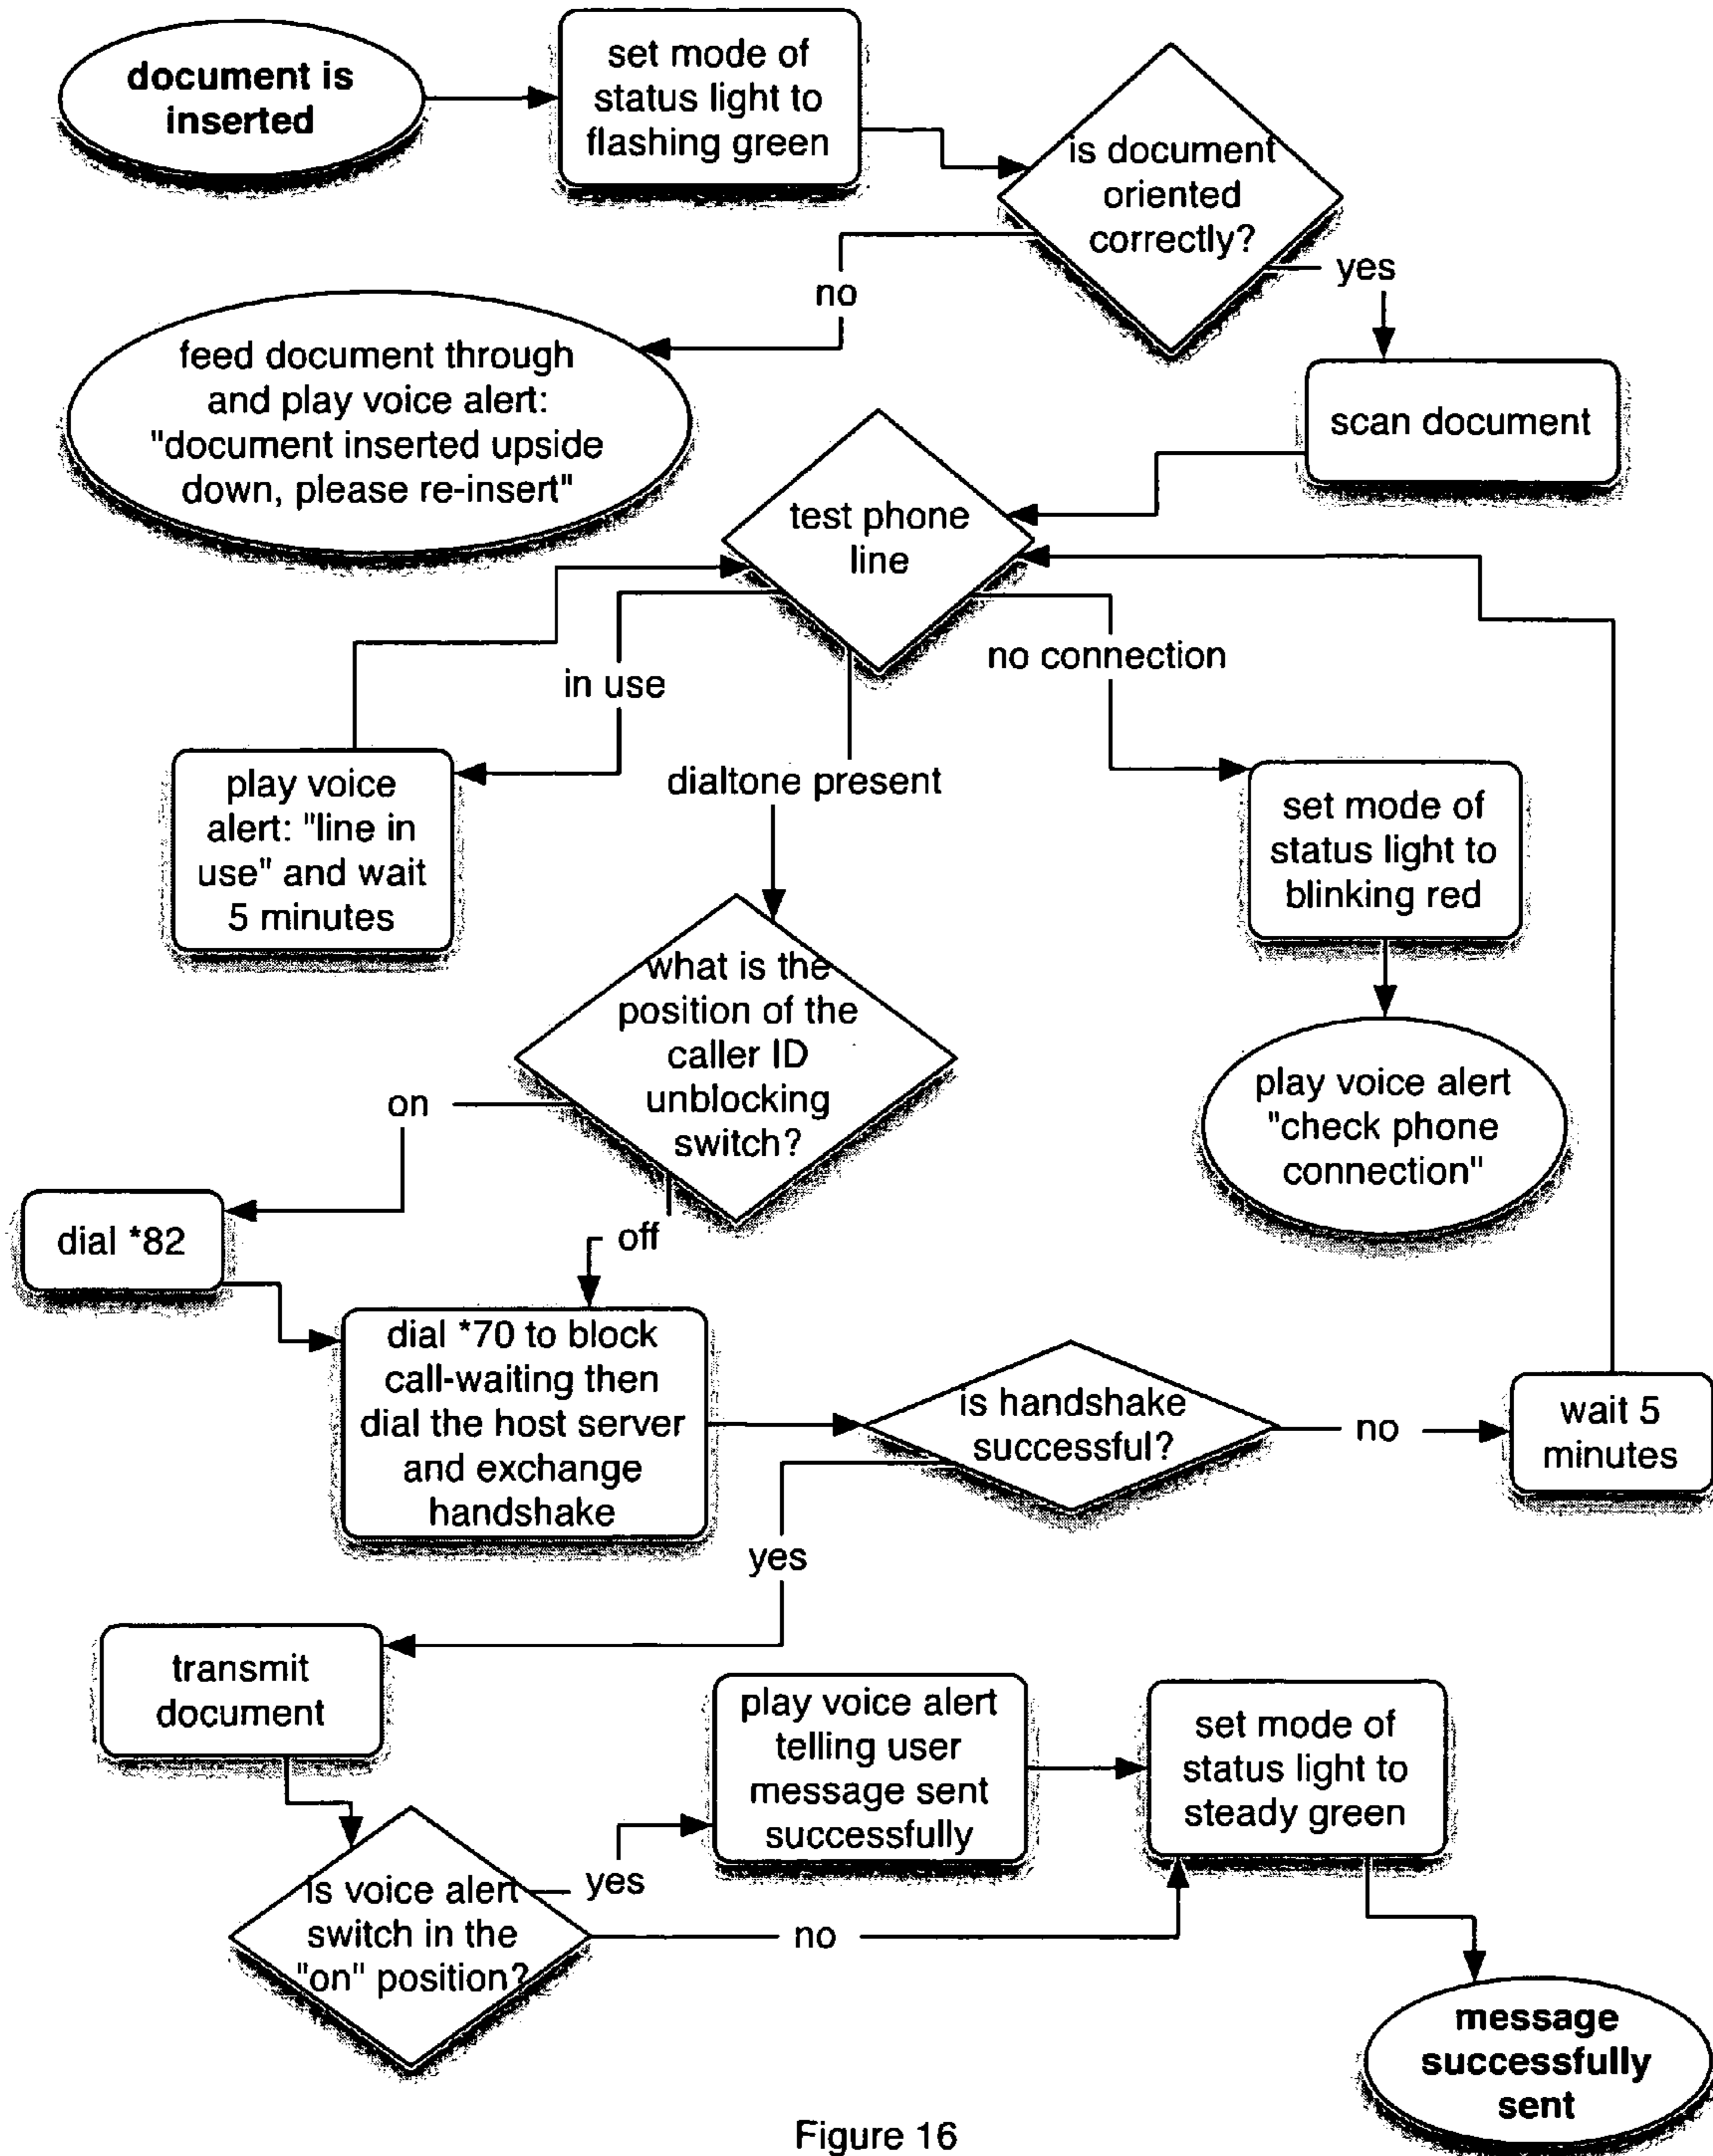 document is
inserted
set mode of
status light to
flashing green
is document
oriented
correctly?
no
yes
feed document through
and play voice alert:
"document inserted upside
down, please re-insert"
scan document
test phone
line
in use
no connection
dialtone present
play voice
alert: "line in
use" and wait
5 minutes
set mode of
status light to
blinking red
what is the
position of the
caller ID
unblocking
switch?
play voice alert
"check phone
connection"
on
off
dial *82
dial *70 to block
call-waiting then
dial the host server
and exchange
handshake
is handshake
successful?
no
wait 5
minutes
yes
transmit
document
play voice alert
telling user
message sent
successfully
set mode of
status light to
steady green
is voice alert
switch in the
"on" position?
yes
no
message
successfully
sent
Figure 16